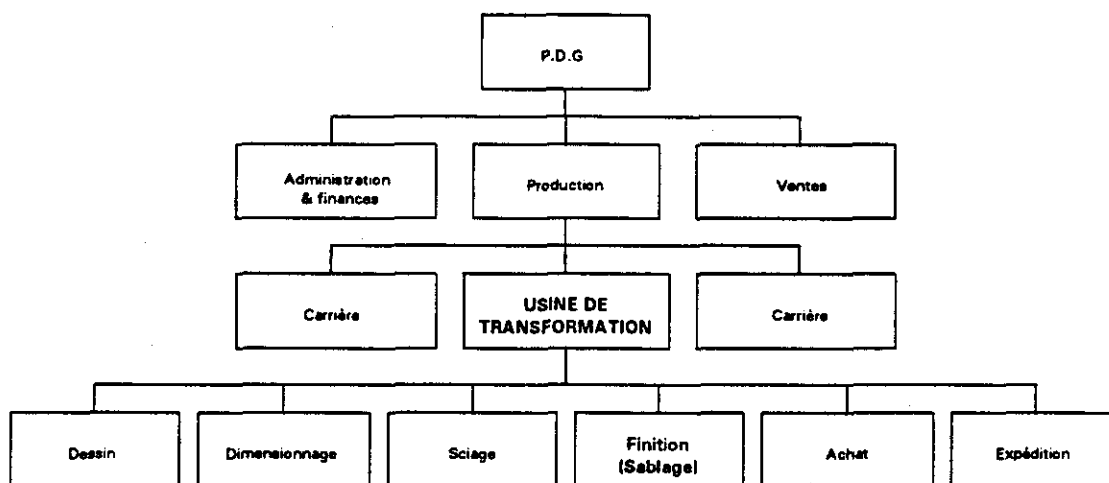 P.D.G
Administration
& finances
Production
Ventes
Carrière
USINE DE
TRANSFORMATION
Carrière
Dessin
Dimensionnage
Sciage
Finition
(Sablage)
Achat
Expédition